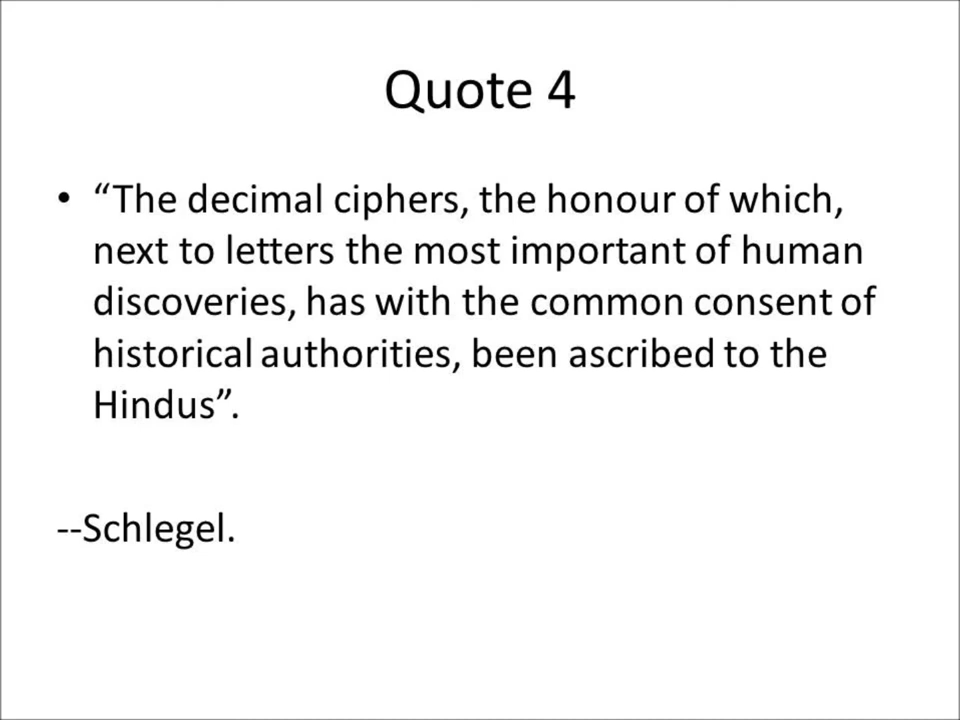 Quote 4
• “The decimal ciphers, the honour of which,
next to letters the most important of human
discoveries, has with the common consent of
historical authorities, been ascribed to the
Hindus”.
--Schlegel.